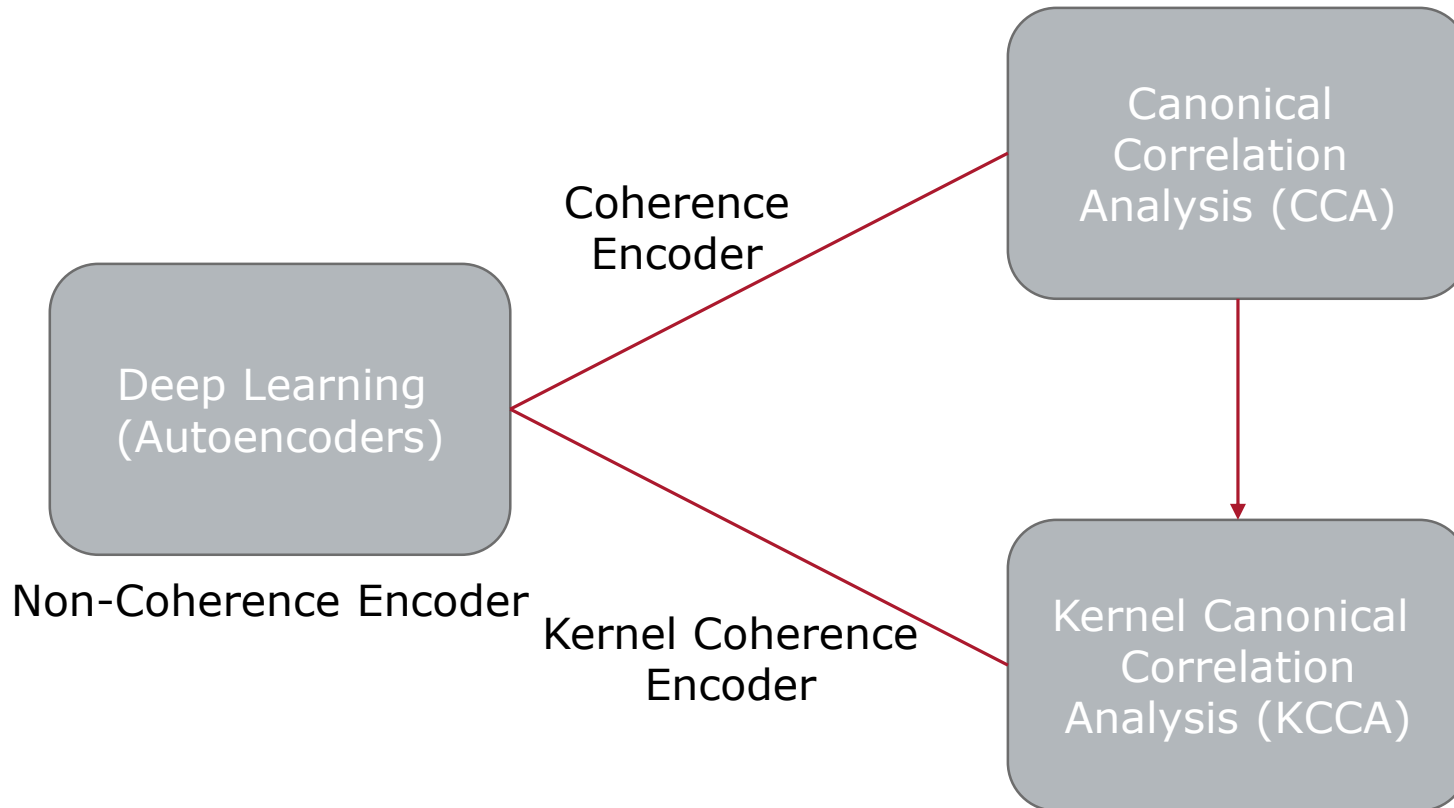 Canonical
Correlation
Analysis (CCA)
Coherence
Encoder
Deep Learning
(Autoencoders)
Non-Coherence Encoder
Kernel Coherence
Encoder
Kernel Canonical
Correlation
Analysis (KCCA)